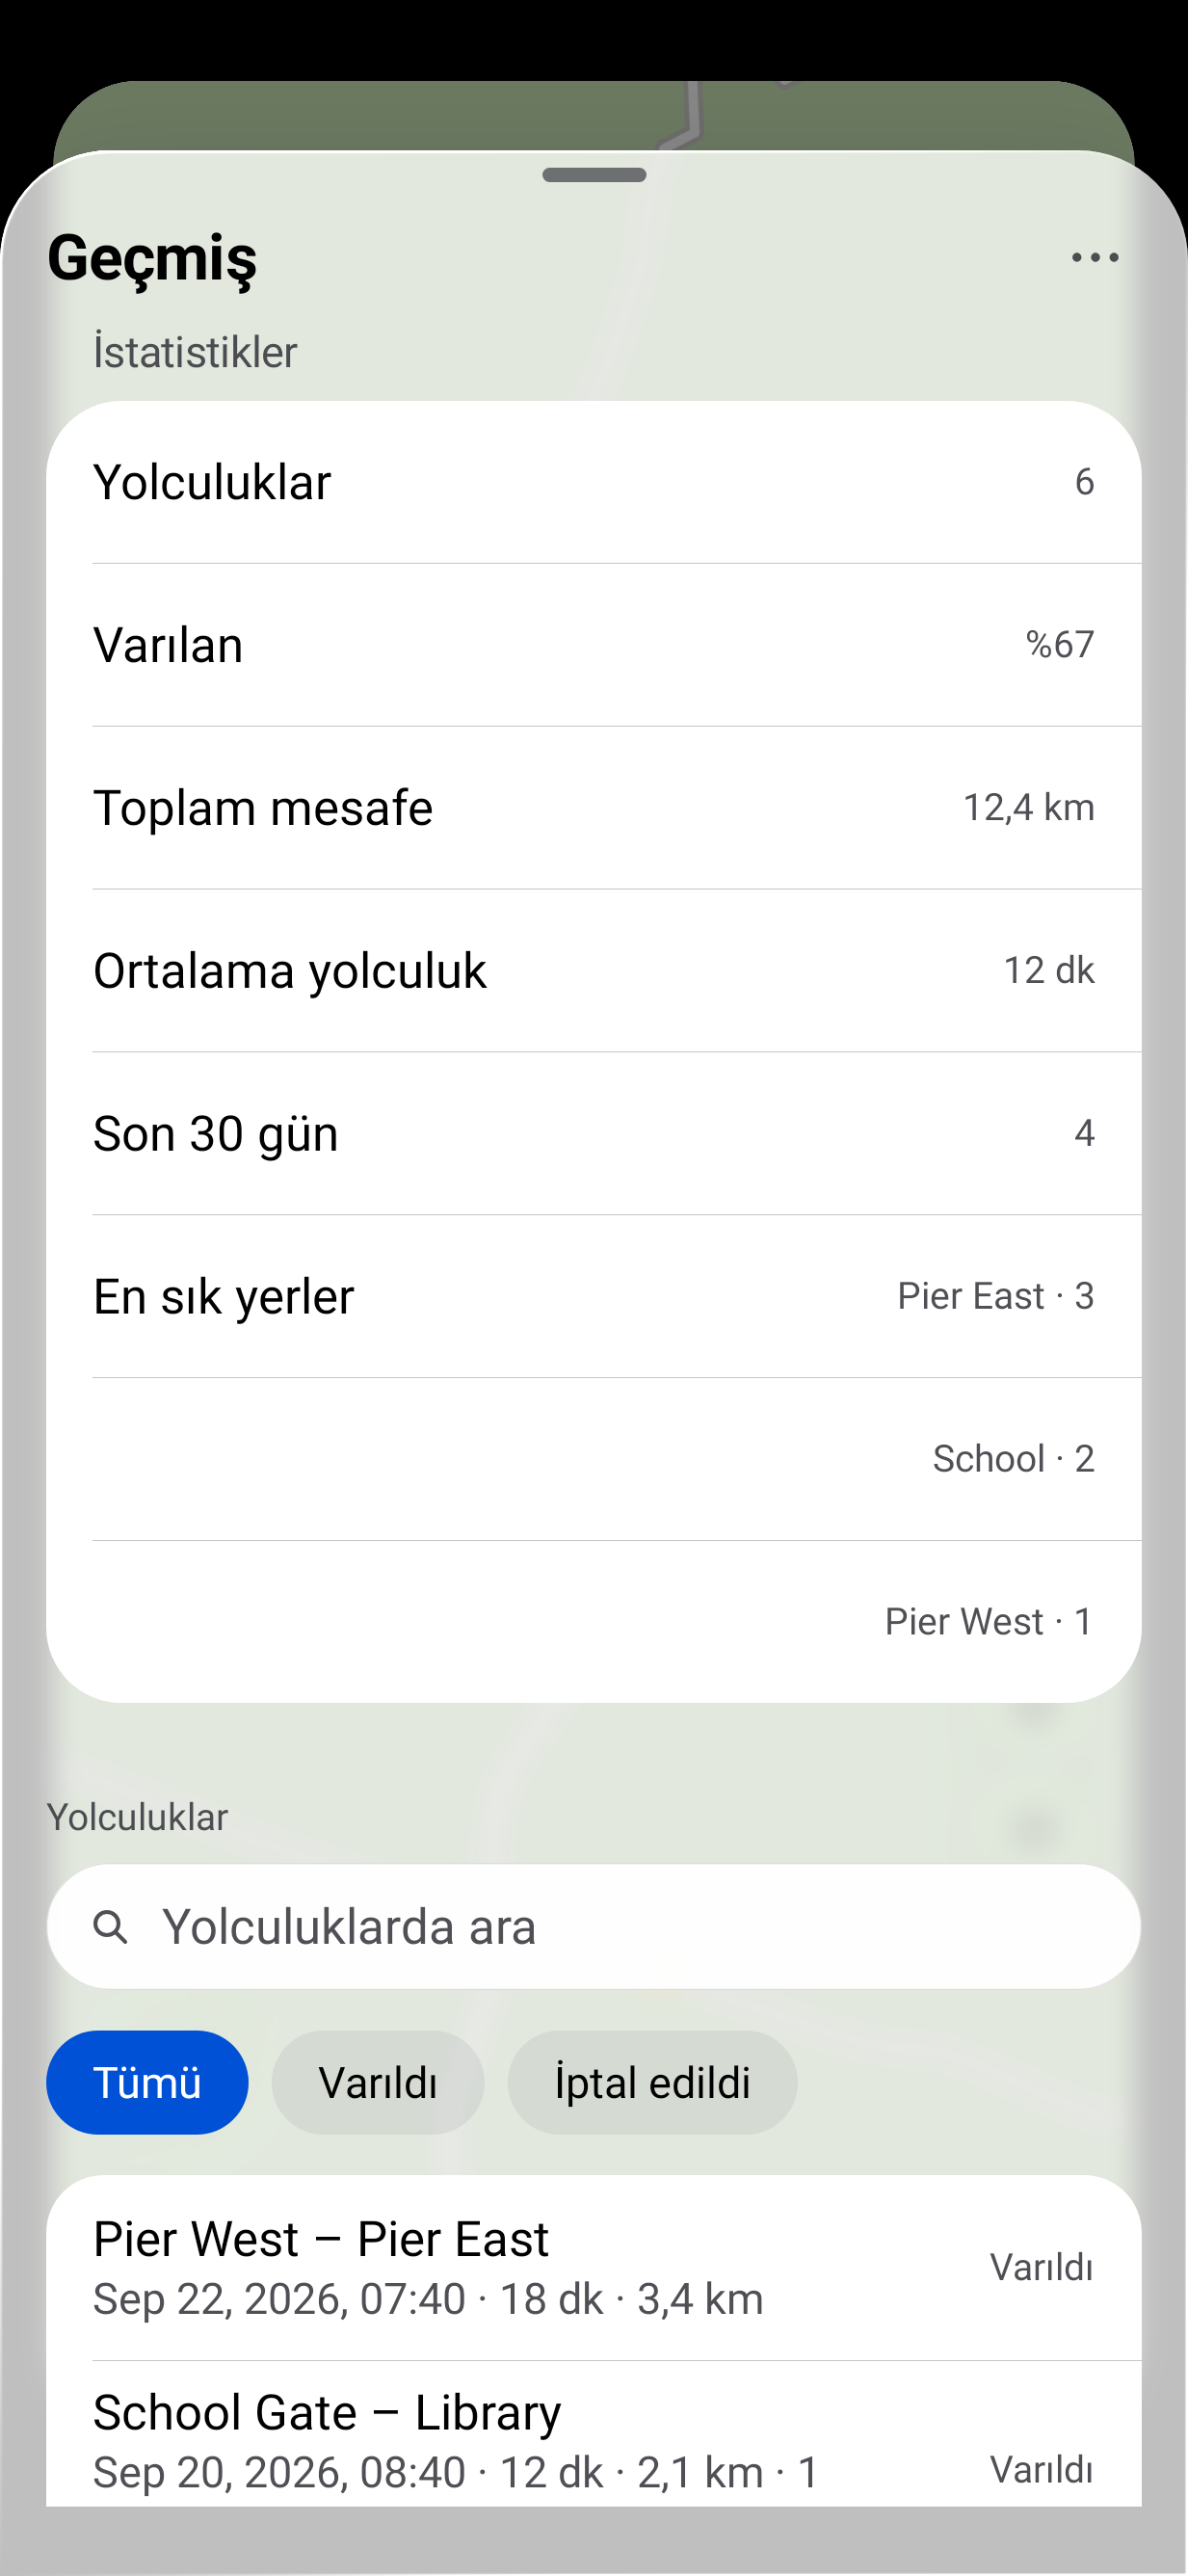 Geçmiş
İstatistikler
Yolculuklar 6
Varılan %67
Toplam mesafe 12,4 km
Ortalama yolculuk 12 dk
Son 30 gün 4
En sık yerler Pier East · 3
School · 2
Pier West · 1
Yolculuklar
Yolculuklarda ara
Tümü Varıldı İptal edildi
Pier West – Pier East
Varıldı
Sep 22, 2026, 07:40 · 18 dk · 3,4 km
School Gate – Library
Sep 20, 2026, 08:40 · 12 dk · 2,1 km · 1 Varıldı